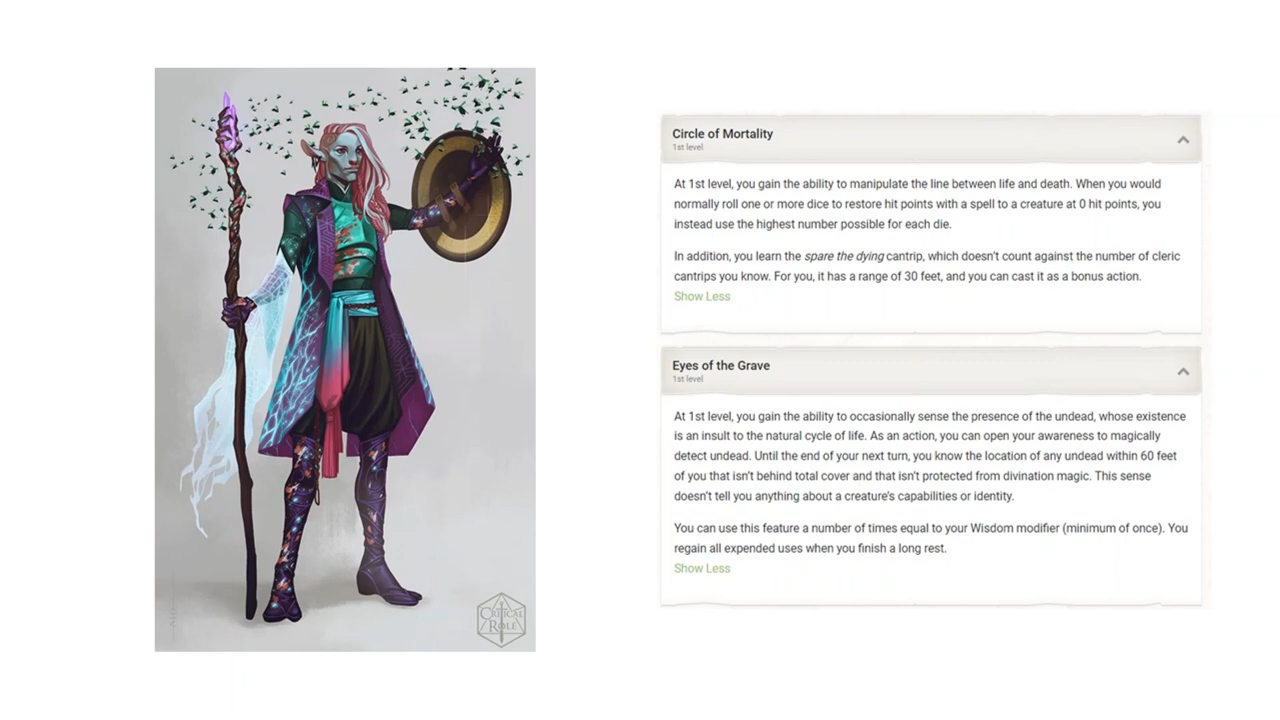 CRITICAL
ROLE
Circle of Mortality
1st level
At 1st level, you gain the ability to manipulate the line between life and death. When you would
normally roll one or more dice to restore hit points with a spell to a creature at 0 hit points, you
instead use the highest number possible for each die.
In addition, you learn the spare the dying cantrip, which doesn't count against the number of cleric
cantrips you know. For you, it has a range of 30 feet, and you can cast it as a bonus action.
Show Less
Eyes of the Grave
1st level
At 1st level, you gain the ability to occasionally sense the presence of the undead, whose existence
is an insult to the natural cycle of life. As an action, you can open your awareness to magically
detect undead. Until the end of your next turn, you know the location of any undead within 60 feet
of you that isn't behind total cover and that isn't protected from divination magic. This sense
doesn't tell you anything about a creature's capabilities or identity.
You can use this feature a number of times equal to your Wisdom modifier (minimum of once). You
regain all expended uses when you finish a long rest.
Show Less